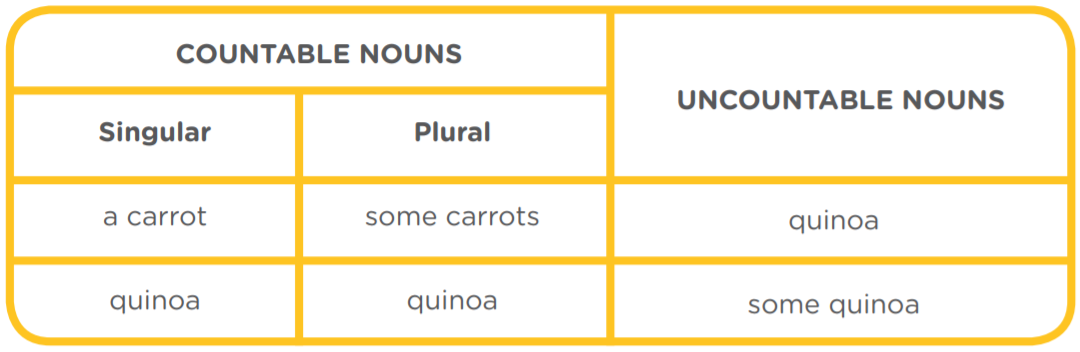 COUNTABLE NOUNS
UNCOUNTABLE NOUNS
Singular
Plural
a carrot
some carrots
quinoa
quinoa
quinoa
some quinoa